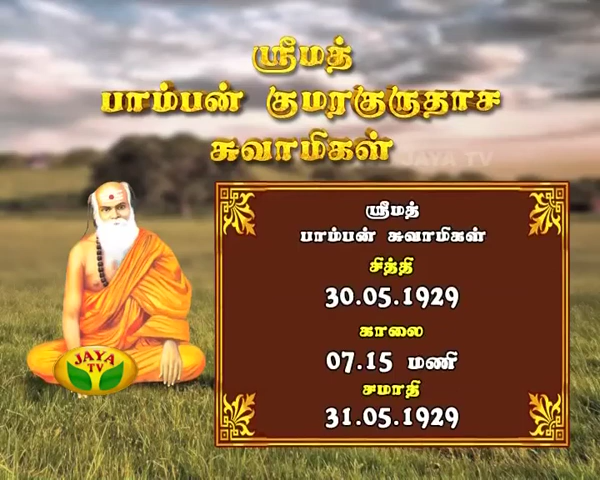 ஸ்ரீமத்
பாம்பன் குமரகுருதாச
சுவாமிகள்
JAYA TV
ஸ்ரீமத்
பாம்பன் சுவாமிகள்
சித்தி
30.05.1929
காலை
07.15 மணி
சமாதி
31.05.1929
JAYA
TV